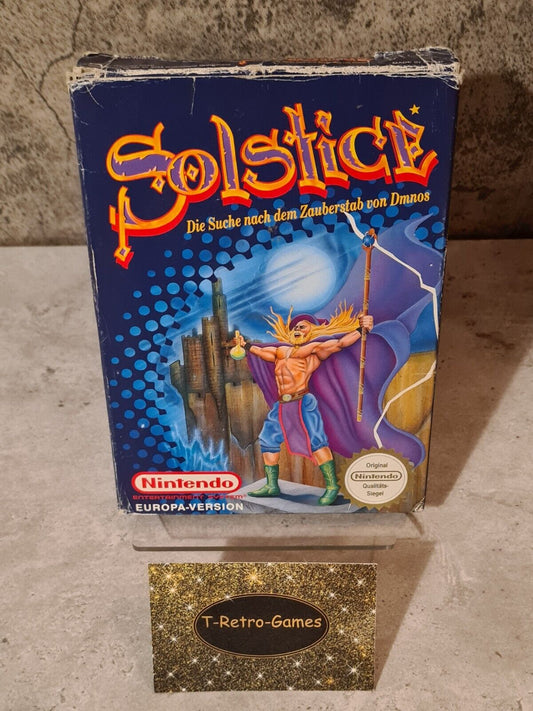 Solstice
Die Suche nach dem Zauberstab von Dmnos
Nintendo
ENTERTAINMENT SYSTEM
EUROPA-VERSION
Original
Nintendo
Qualitäts-
Siegel
T-Retro-Games